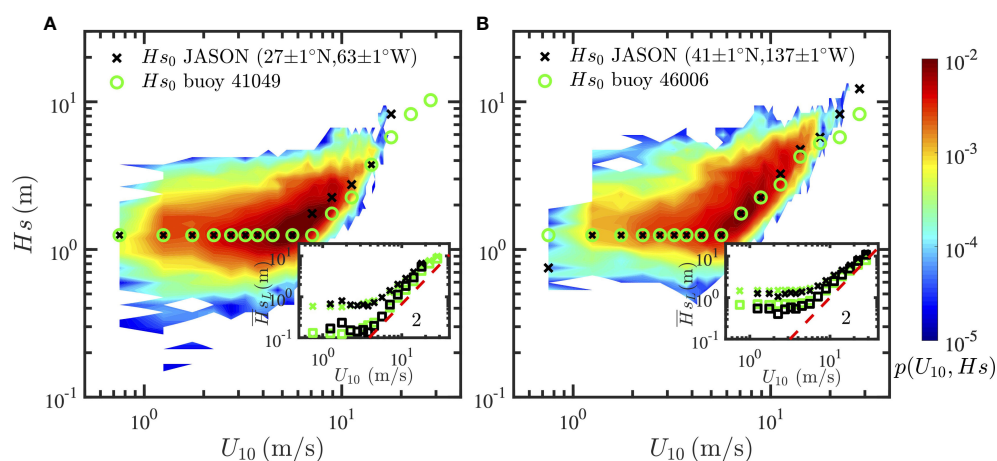 A
B
Hs₀ JASON (27±1°N,63±1°W)
Hs₀ buoy 41049
Hs₀ JASON (41±1°N,137±1°W)
Hs₀ buoy 46006
Hs (m)
10¹
10⁰
10⁻¹
10⁰
10¹
U₁₀ (m/s)
10¹
10⁰
10⁻¹
10⁰
10¹
U₁₀ (m/s)
10¹
10⁰
10⁻¹
10⁰
10¹
U₁₀ (m/s)
2
10¹
10⁰
10⁻¹
10⁰
10¹
U₁₀ (m/s)
2
10⁻²
10⁻³
10⁻⁴
10⁻⁵
p(U₁₀, Hs)